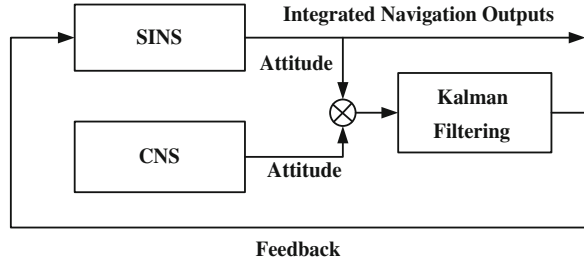 Integrated Navigation Outputs
SINS
Attitude
Kalman
Filtering
CNS
Attitude
Feedback